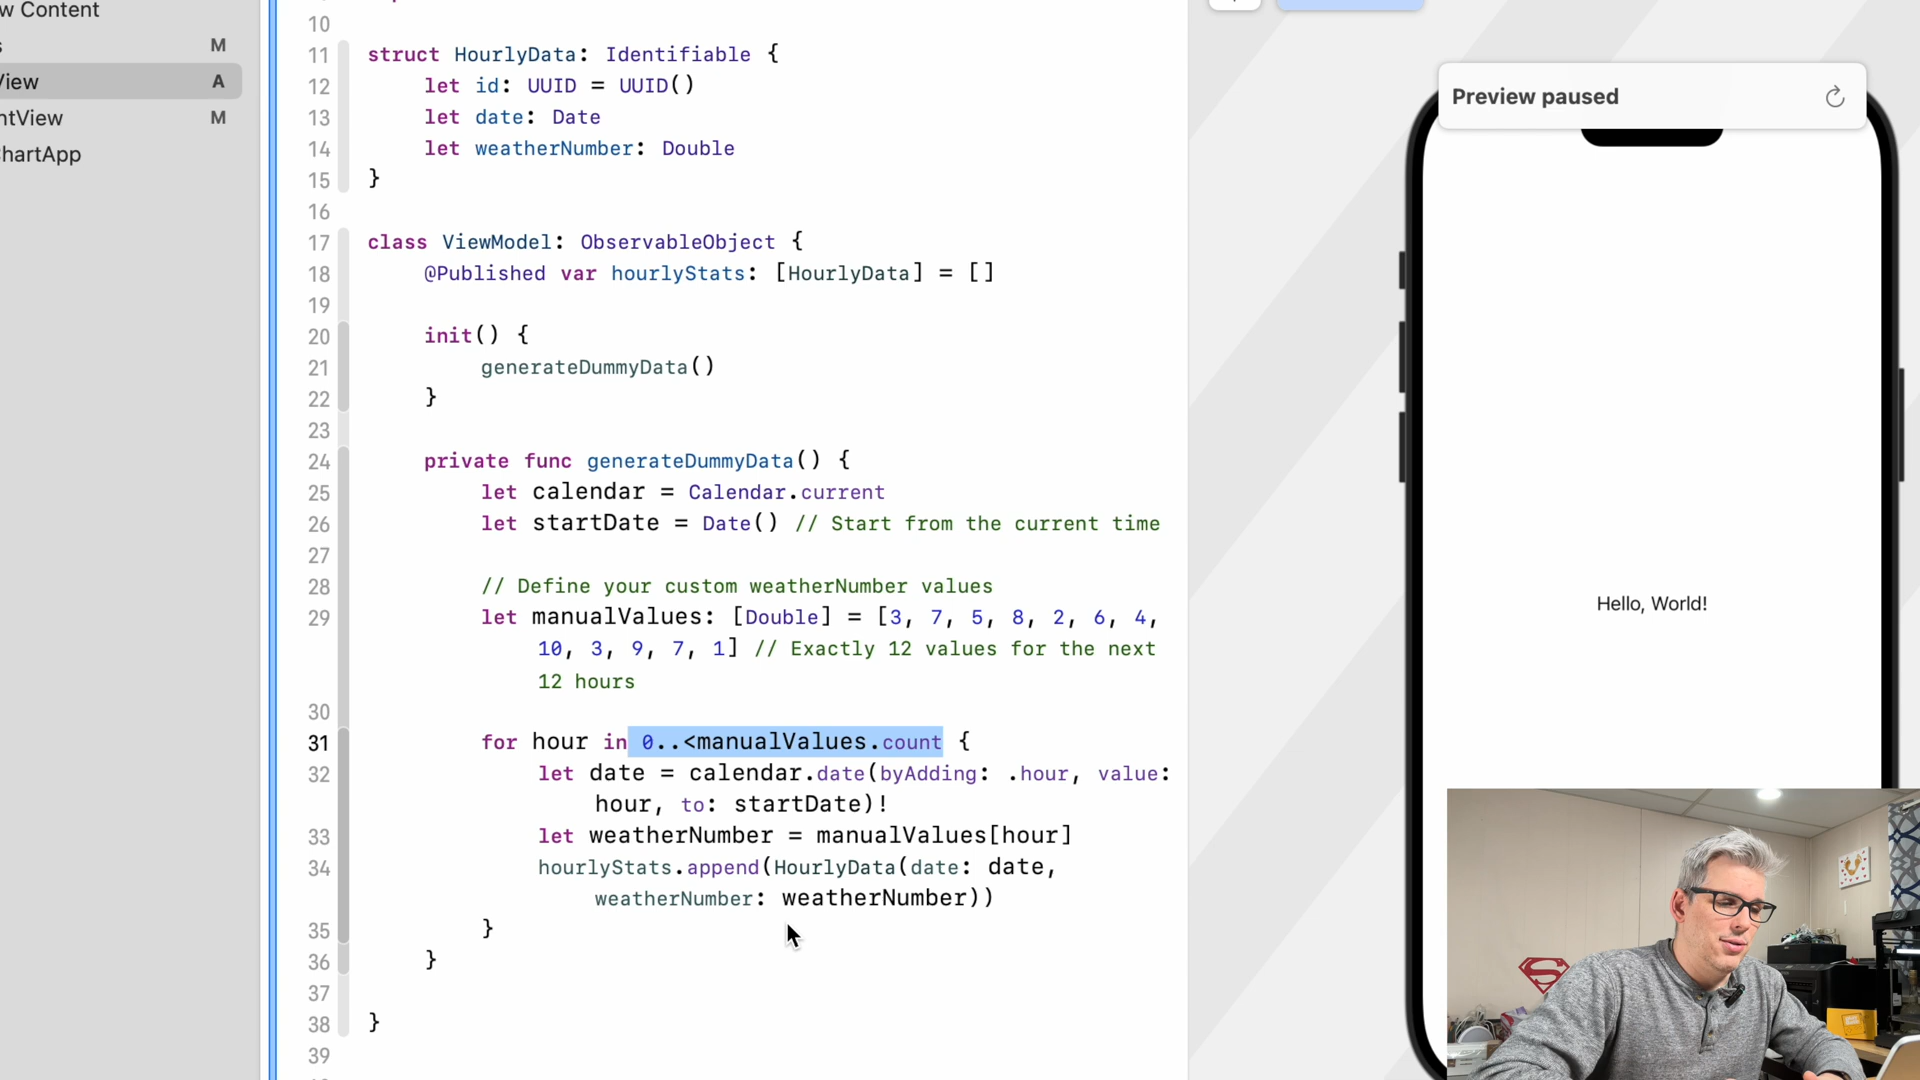 w Content
s M
View A
ntView M
hartApp
10
11 struct HourlyData: Identifiable {
12 let id: UUID = UUID()
13 let date: Date
14 let weatherNumber: Double
15 }
16
17 class ViewModel: ObservableObject {
18 @Published var hourlyStats: [HourlyData] = []
19
20 init() {
21 generateDummyData()
22 }
23
24 private func generateDummyData() {
25 let calendar = Calendar.current
26 let startDate = Date() // Start from the current time
27
28 // Define your custom weatherNumber values
29 let manualValues: [Double] = [3, 7, 5, 8, 2, 6, 4,
10, 3, 9, 7, 1] // Exactly 12 values for the next
12 hours
30
31 for hour in 0..<manualValues.count {
32 let date = calendar.date(byAdding: .hour, value:
hour, to: startDate)!
33 let weatherNumber = manualValues[hour]
34 hourlyStats.append(HourlyData(date: date,
weatherNumber: weatherNumber))
35 }
36 }
37
38 }
39
Preview paused
Hello, World!